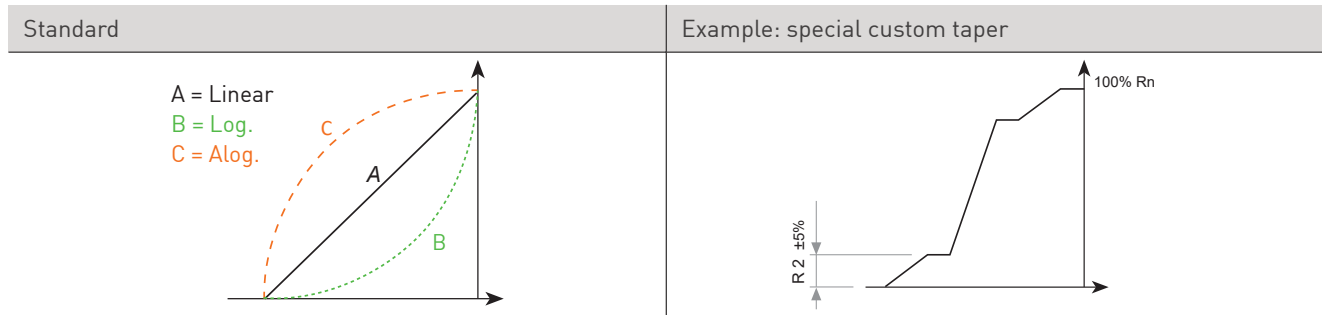 Standard
Example: special custom taper
A = Linear
B = Log.
C = Alog.
C
A
B
100% Rn
R 2 ±5%